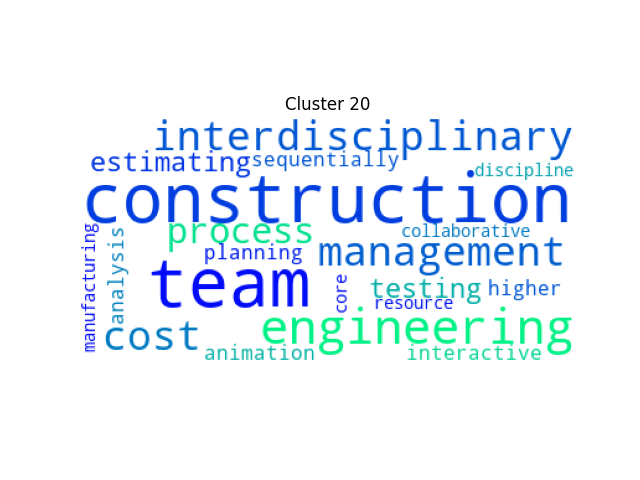 Cluster 20
interdisciplinary
estimating
sequentially
discipline
construction
process
collaborative
manufacturing
analysis
planning
management
team
core
testing
higher
resource
cost
engineering
animation
interactive